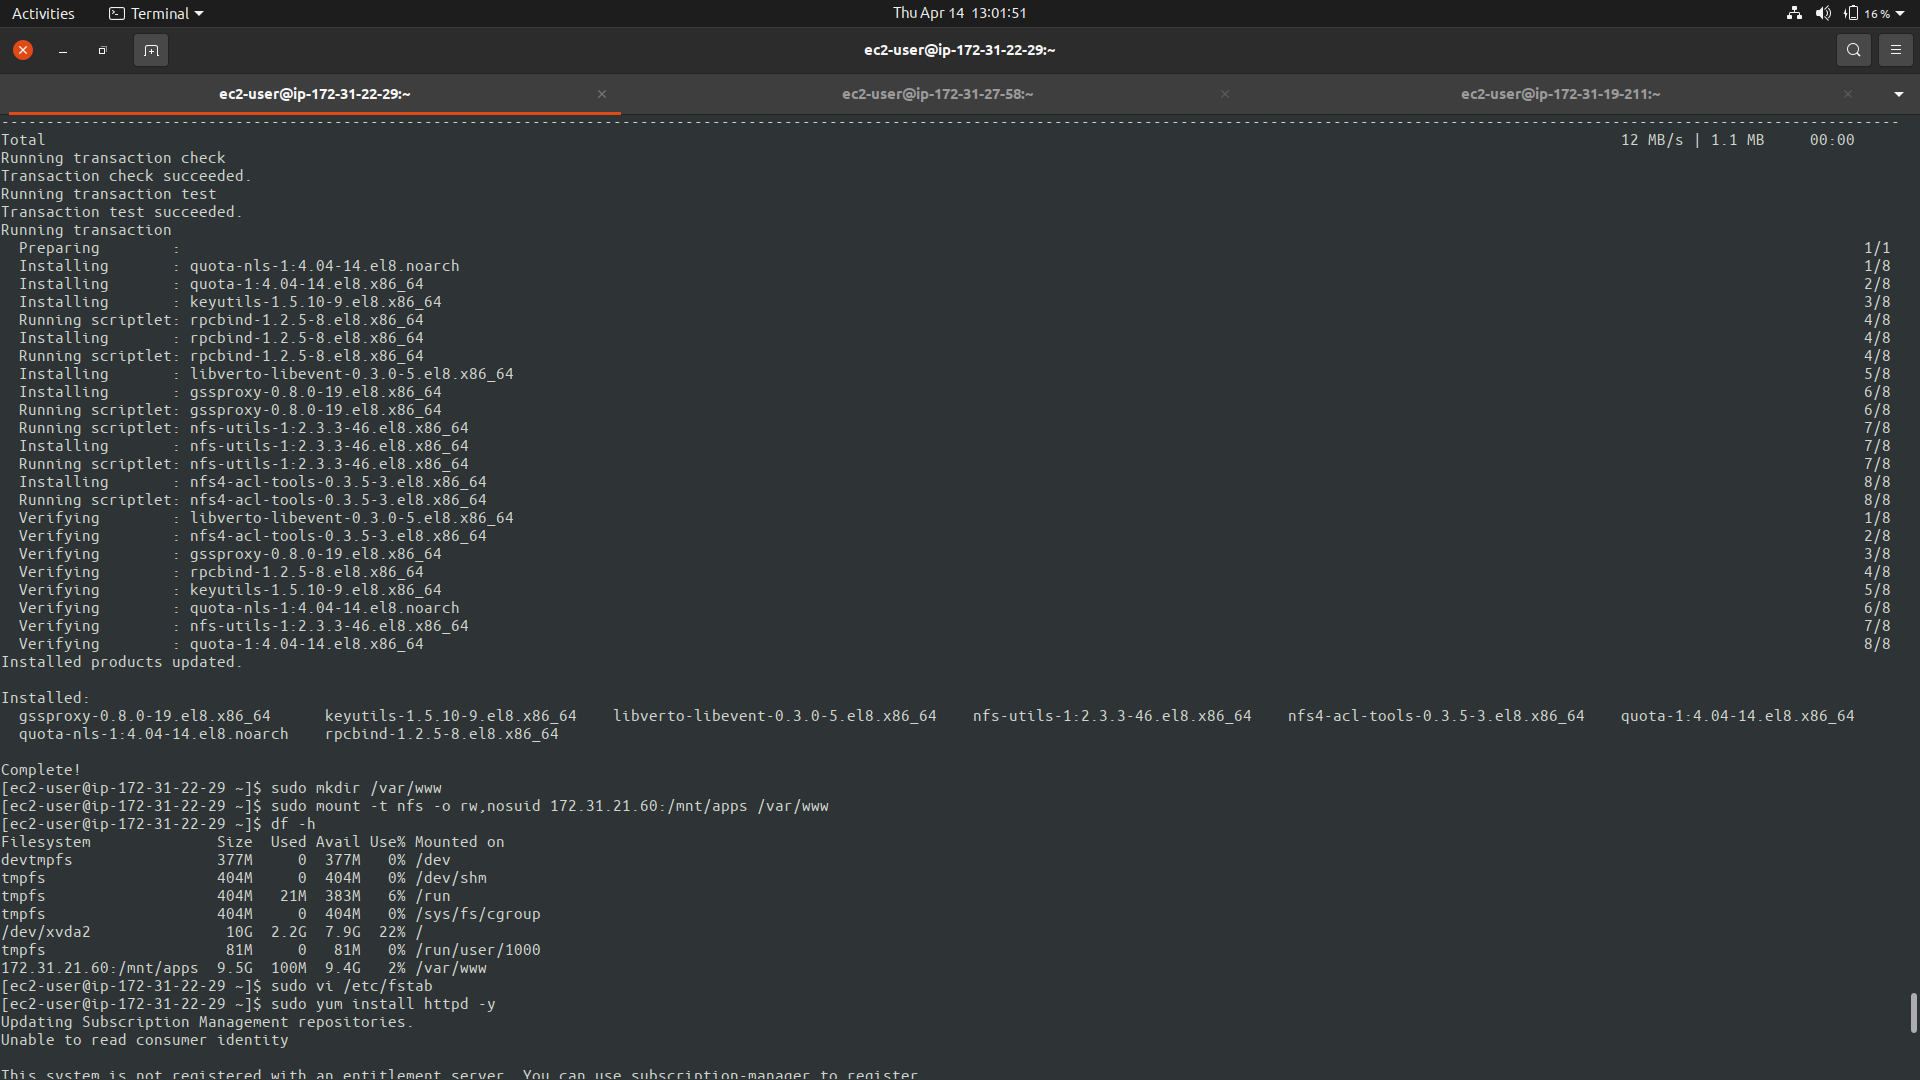 Activities Terminal Thu Apr 14 13:01:51 16 %
ec2-user@ip-172-31-22-29:~
ec2-user@ip-172-31-22-29:~ ec2-user@ip-172-31-27-58:~ ec2-user@ip-172-31-19-211:~
Total 12 MB/s | 1.1 MB 00:00
Running transaction check
Transaction check succeeded.
Running transaction test
Transaction test succeeded.
Running transaction
Preparing : 1/1
Installing : quota-nls-1:4.04-14.el8.noarch 1/8
Installing : quota-1:4.04-14.el8.x86_64 2/8
Installing : keyutils-1.5.10-9.el8.x86_64 3/8
Running scriptlet: rpcbind-1.2.5-8.el8.x86_64 4/8
Installing : rpcbind-1.2.5-8.el8.x86_64 4/8
Running scriptlet: rpcbind-1.2.5-8.el8.x86_64 4/8
Installing : libverto-libevent-0.3.0-5.el8.x86_64 5/8
Installing : gssproxy-0.8.0-19.el8.x86_64 6/8
Running scriptlet: gssproxy-0.8.0-19.el8.x86_64 6/8
Running scriptlet: nfs-utils-1:2.3.3-46.el8.x86_64 7/8
Installing : nfs-utils-1:2.3.3-46.el8.x86_64 7/8
Running scriptlet: nfs-utils-1:2.3.3-46.el8.x86_64 7/8
Installing : nfs4-acl-tools-0.3.5-3.el8.x86_64 8/8
Running scriptlet: nfs4-acl-tools-0.3.5-3.el8.x86_64 8/8
Verifying : libverto-libevent-0.3.0-5.el8.x86_64 1/8
Verifying : nfs4-acl-tools-0.3.5-3.el8.x86_64 2/8
Verifying : gssproxy-0.8.0-19.el8.x86_64 3/8
Verifying : rpcbind-1.2.5-8.el8.x86_64 4/8
Verifying : keyutils-1.5.10-9.el8.x86_64 5/8
Verifying : quota-nls-1:4.04-14.el8.noarch 6/8
Verifying : nfs-utils-1:2.3.3-46.el8.x86_64 7/8
Verifying : quota-1:4.04-14.el8.x86_64 8/8
Installed products updated.
Installed:
gssproxy-0.8.0-19.el8.x86_64 keyutils-1.5.10-9.el8.x86_64 libverto-libevent-0.3.0-5.el8.x86_64 nfs-utils-1:2.3.3-46.el8.x86_64 nfs4-acl-tools-0.3.5-3.el8.x86_64 quota-1:4.04-14.el8.x86_64
quota-nls-1:4.04-14.el8.noarch rpcbind-1.2.5-8.el8.x86_64
Complete!
[ec2-user@ip-172-31-22-29 ~]$ sudo mkdir /var/www
[ec2-user@ip-172-31-22-29 ~]$ sudo mount -t nfs -o rw,nosuid 172.31.21.60:/mnt/apps /var/www
[ec2-user@ip-172-31-22-29 ~]$ df -h
Filesystem Size Used Avail Use% Mounted on
devtmpfs 377M 0 377M 0% /dev
tmpfs 404M 0 404M 0% /dev/shm
tmpfs 404M 21M 383M 6% /run
tmpfs 404M 0 404M 0% /sys/fs/cgroup
/dev/xvda2 10G 2.2G 7.9G 22% /
tmpfs 81M 0 81M 0% /run/user/1000
172.31.21.60:/mnt/apps 9.5G 100M 9.4G 2% /var/www
[ec2-user@ip-172-31-22-29 ~]$ sudo vi /etc/fstab
[ec2-user@ip-172-31-22-29 ~]$ sudo yum install httpd -y
Updating Subscription Management repositories.
Unable to read consumer identity
This system is not registered with an entitlement server. You can use subscription-manager to register.